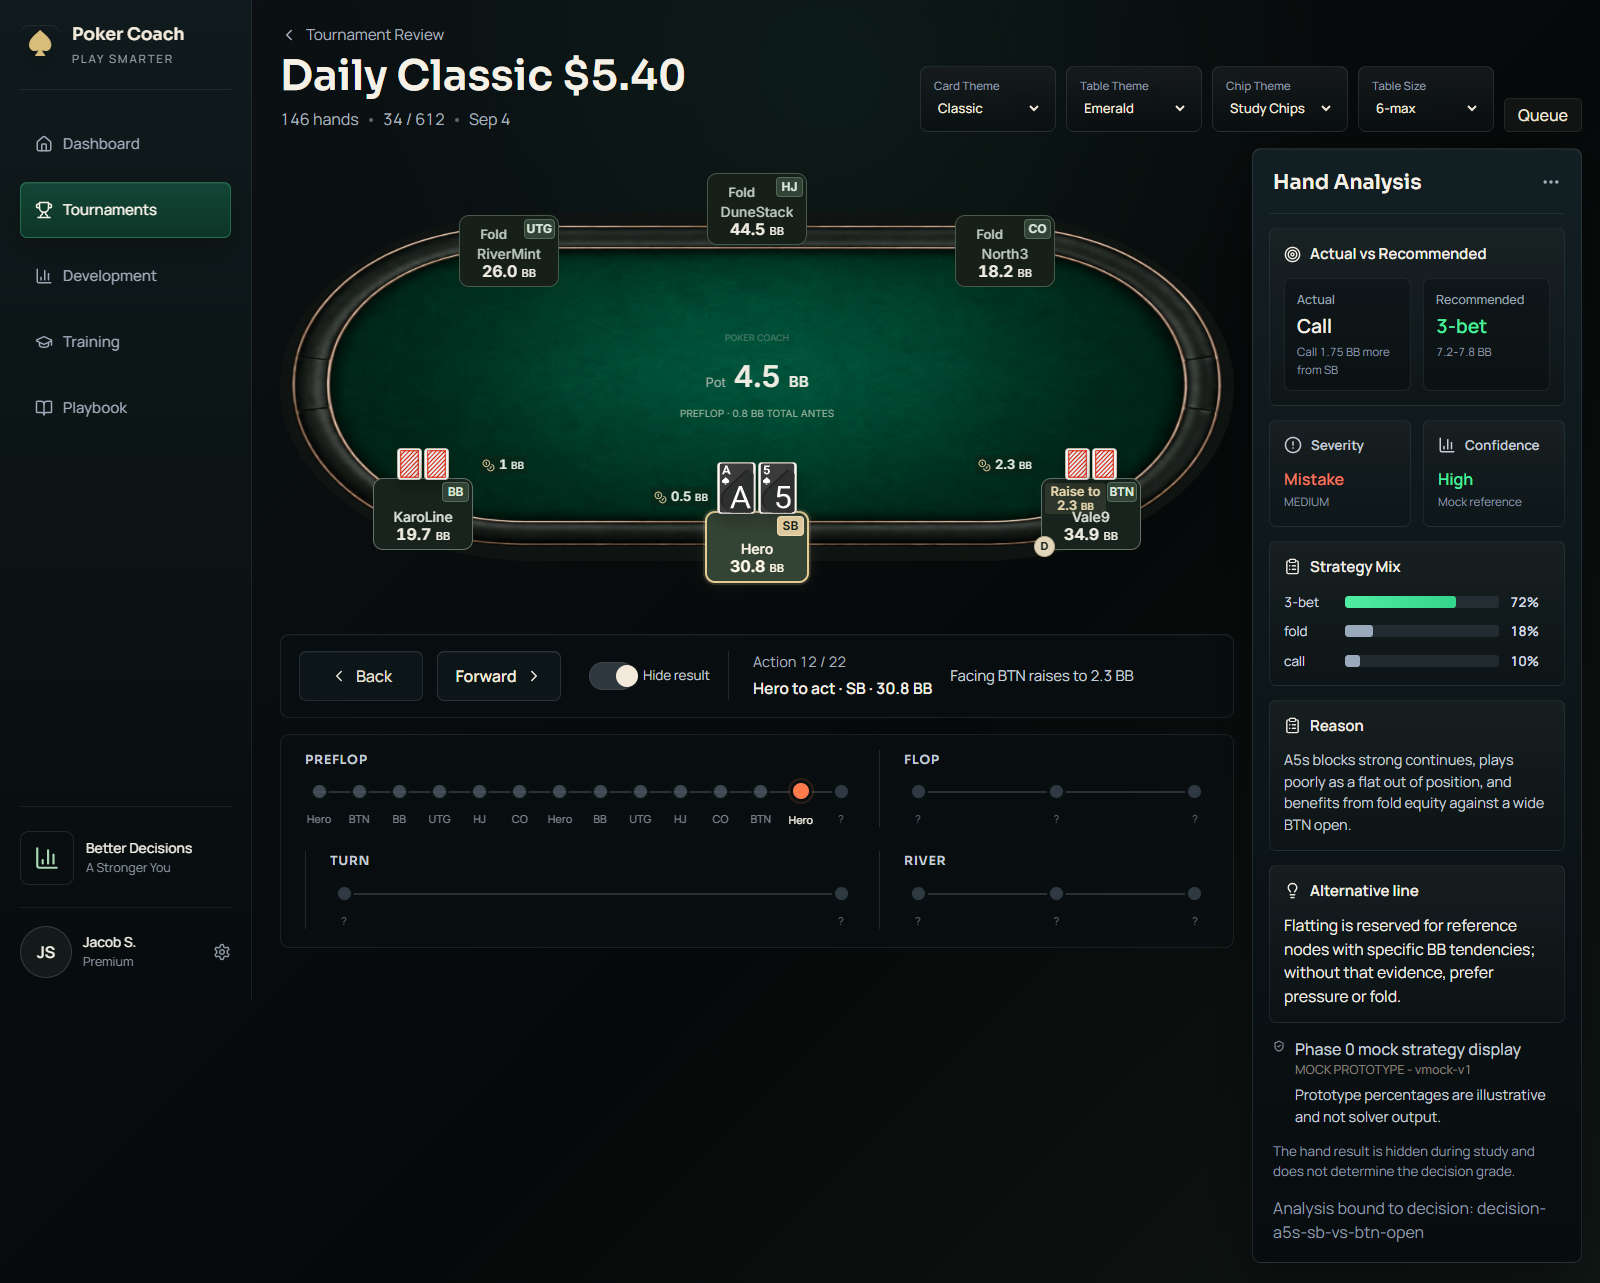 Poker Coach
PLAY SMARTER
Dashboard
Tournaments
Development
Training
Playbook
Better Decisions
A Stronger You
JS
Jacob S.
Premium
Tournament Review
Daily Classic $5.40
146 hands • 34 / 612 • Sep 4
Card Theme
Classic
Table Theme
Emerald
Chip Theme
Study Chips
Table Size
6-max
Queue
Fold
HJ
DuneStack
44.5 BB
Fold
UTG
RiverMint
26.0 BB
Fold
CO
North3
18.2 BB
POKER COACH
Pot 4.5 BB
PREFLOP · 0.8 BB TOTAL ANTES
1 BB
BB
KaroLine
19.7 BB
0.5 BB
A
A
5
5
SB
Hero
30.8 BB
2.3 BB
Raise to
2.3 BB
BTN
Vale9
34.9 BB
D
Back
Forward
Hide result
Action 12 / 22
Hero to act · SB · 30.8 BB
Facing BTN raises to 2.3 BB
PREFLOP
Hero BTN BB UTG HJ CO Hero BB UTG HJ CO BTN Hero ?
FLOP
? ? ?
TURN
? ?
RIVER
? ? ?
Hand Analysis
Actual vs Recommended
Actual
Call
Call 1.75 BB more
from SB
Recommended
3-bet
7.2-7.8 BB
Severity
Mistake
MEDIUM
Confidence
High
Mock reference
Strategy Mix
3-bet 72%
fold 18%
call 10%
Reason
A5s blocks strong continues, plays
poorly as a flat out of position, and
benefits from fold equity against a wide
BTN open.
Alternative line
Flatting is reserved for reference
nodes with specific BB tendencies;
without that evidence, prefer
pressure or fold.
Phase 0 mock strategy display
MOCK PROTOTYPE - vmock-v1
Prototype percentages are illustrative
and not solver output.
The hand result is hidden during study and
does not determine the decision grade.
Analysis bound to decision: decision-
a5s-sb-vs-btn-open